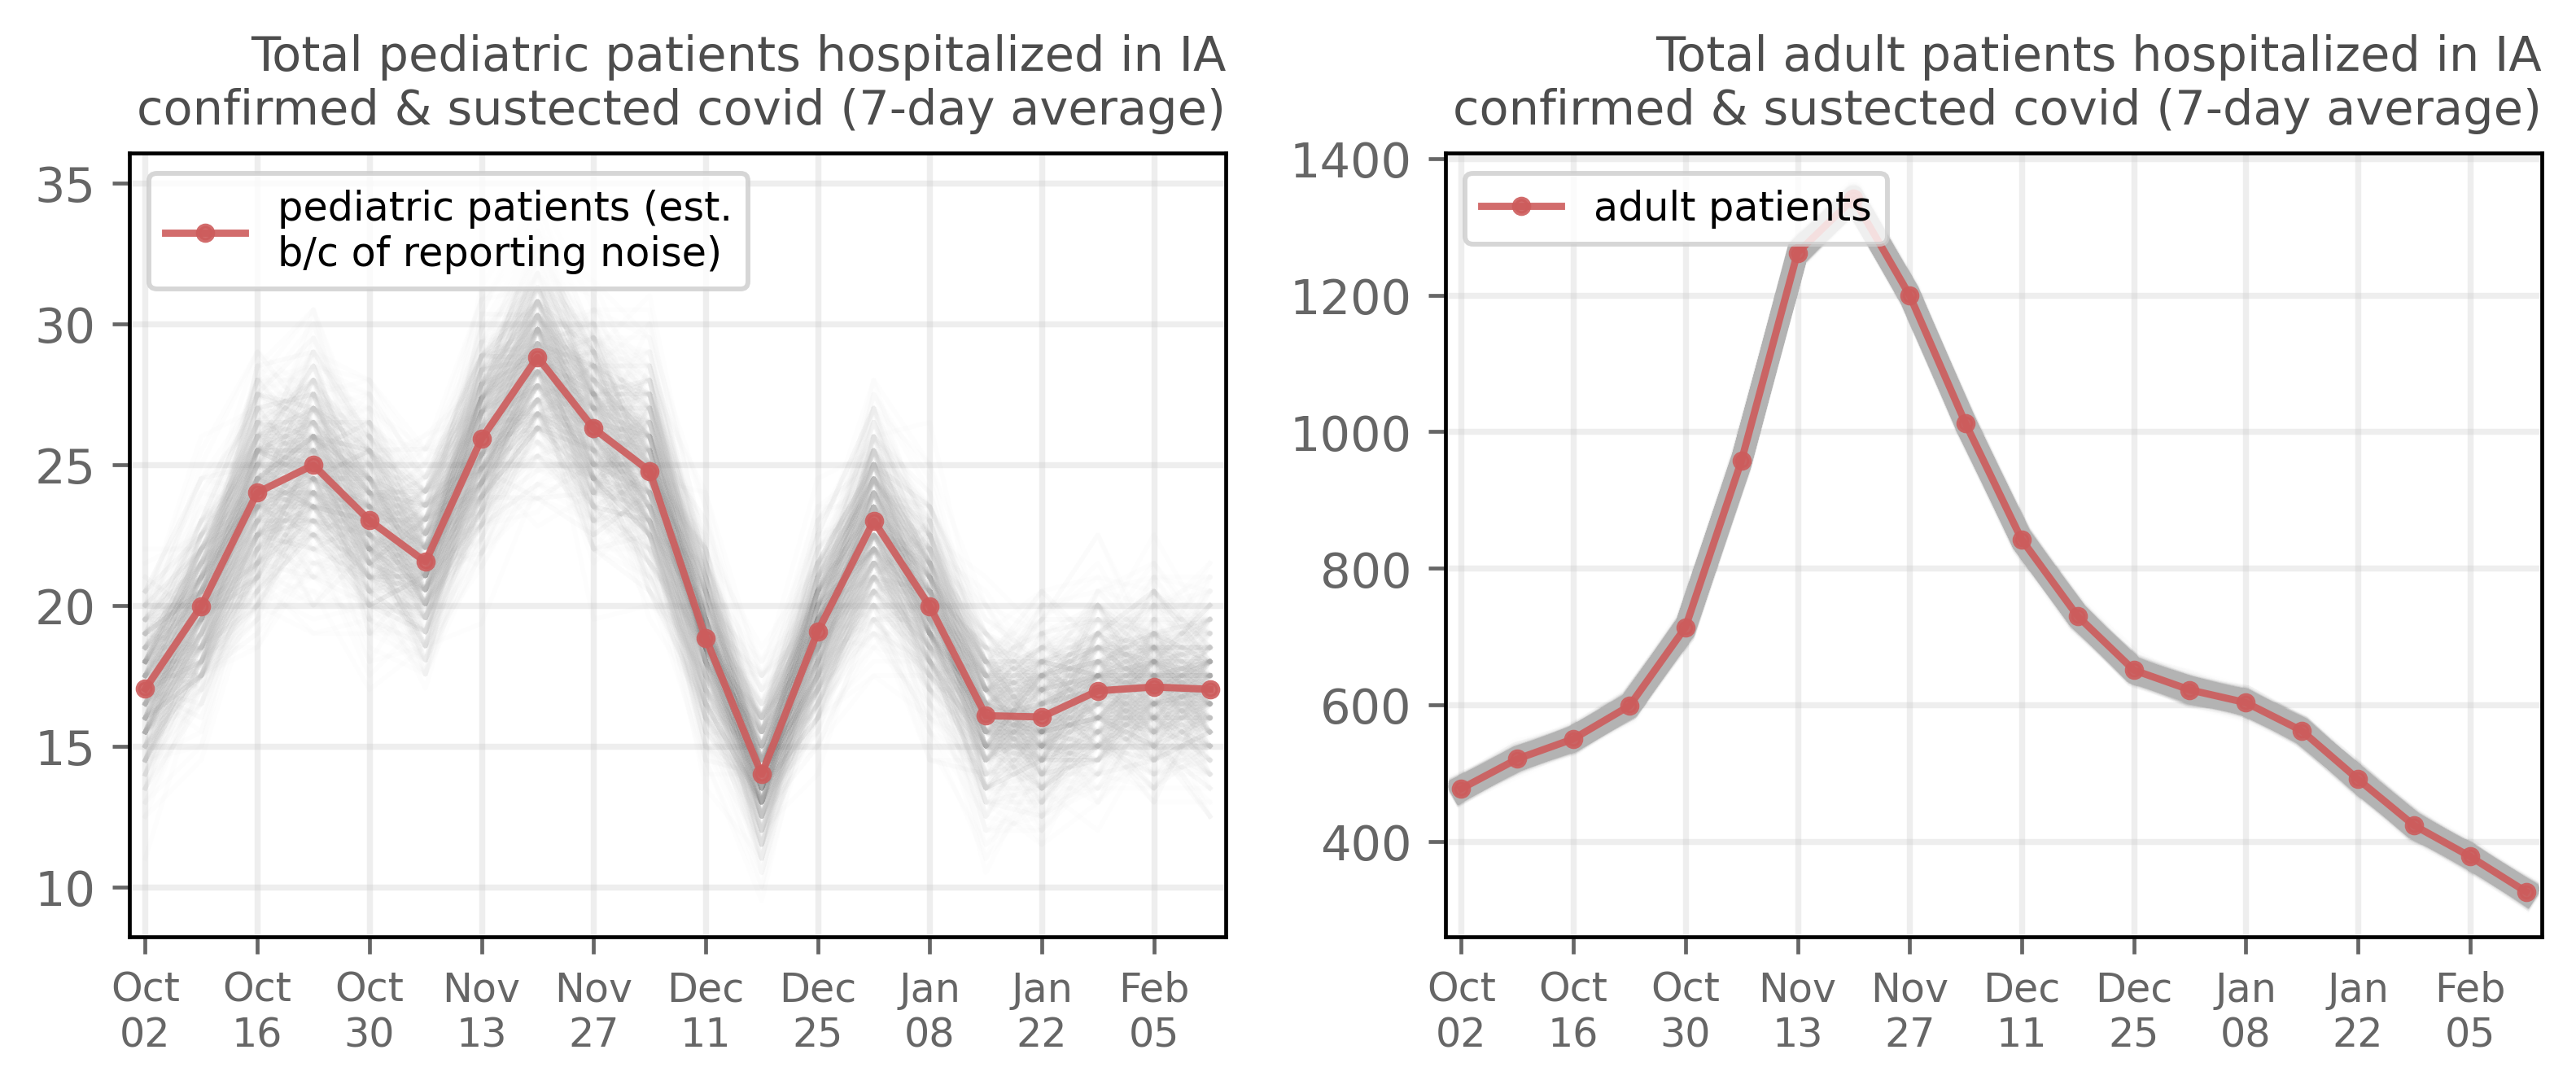 Total pediatric patients hospitalized in IA
confirmed & sustected covid (7-day average)
pediatric patients (est.
b/c of reporting noise)
35
30
25
20
15
10
Oct Oct Oct Nov Nov Dec Dec Jan Jan Feb
02 16 30 13 27 11 25 08 22 05
Total adult patients hospitalized in IA
confirmed & sustected covid (7-day average)
adult patients
1400
1200
1000
800
600
400
Oct Oct Oct Nov Nov Dec Dec Jan Jan Feb
02 16 30 13 27 11 25 08 22 05